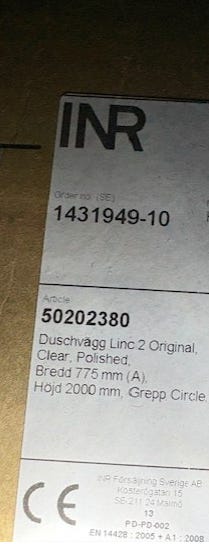 INR
Order no. (SE)
1431949-10
Article
50202380
Duschvägg Linc 2 Original,
Clear, Polished,
Bredd 775 mm (A),
Höjd 2000 mm, Grepp Circle
CE
INR Försäljning Sverige AB
Kosterögatan 15
SE-211 24 Malmö
13
PD-PD-002
EN 14428 : 2005 + A1 : 2008